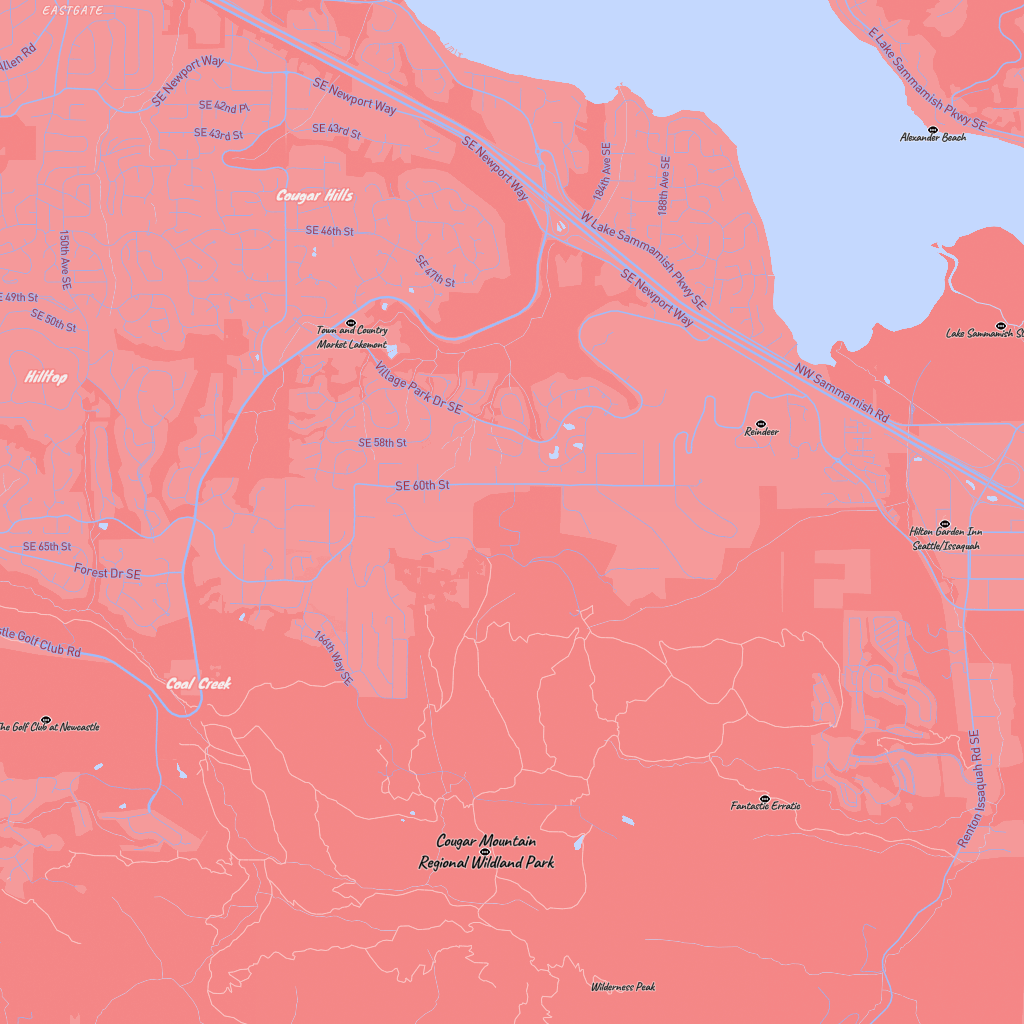 EASTGATE
Allen Rd
SE Newport Way
SE Newport Way
E Lake Sammamish Pkwy SE
SE 42nd Pl
SE 43rd St
SE 43rd St
SE Newport Way
Alexander Beach
184th Ave SE
188th Ave SE
Cougar Hills
150th Ave SE
SE 46th St
W Lake Sammamish Pkwy SE
SE 47th St
SE Newport Way
SE 49th St
SE 50th St
Town and Country
Market Lakemont
Lake Sammamish St
Hilltop
Village Park Dr SE
NW Sammamish Rd
Reindeer
SE 58th St
SE 60th St
Hilton Garden Inn
Seattle/Issaquah
SE 65th St
Forest Dr SE
stle Golf Club Rd
166th Way SE
Coal Creek
The Golf Club at Newcastle
Renton Issaquah Rd SE
Fantastic Erratic
Cougar Mountain
Regional Wildland Park
Wilderness Peak